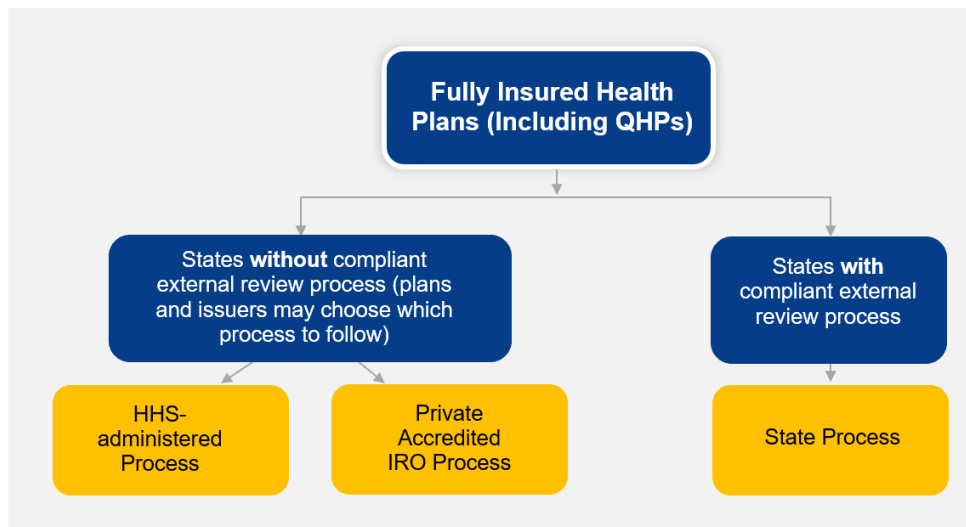 Fully Insured Health
Plans (Including QHPs)
States without compliant
external review process (plans
and issuers may choose which
process to follow)
States with
compliant external
review process
HHS-
administered
Process
Private
Accredited
IRO Process
State Process